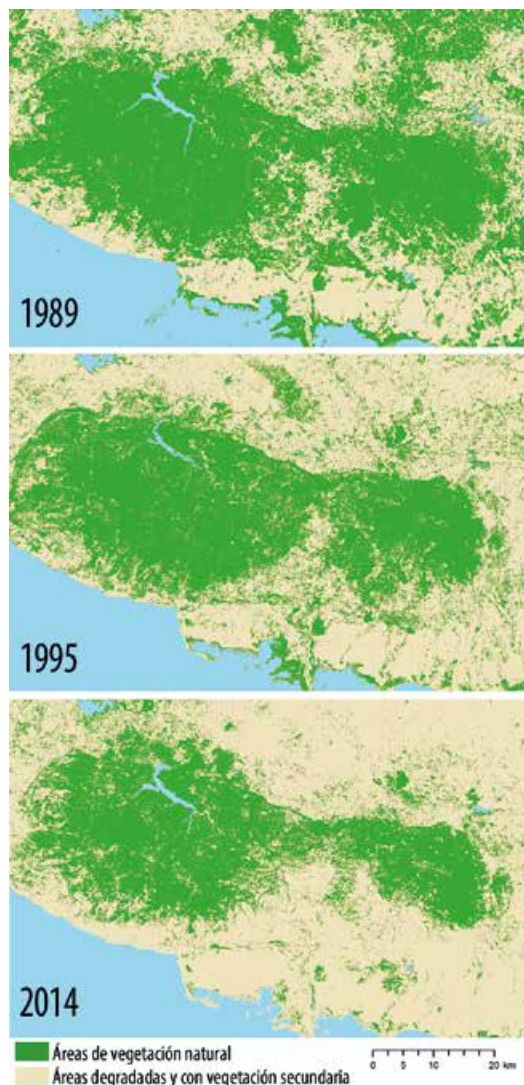 1989
1995
2014
Áreas de vegetación natural
Áreas degradadas y con vegetación secundaria
0 5 10 20 km